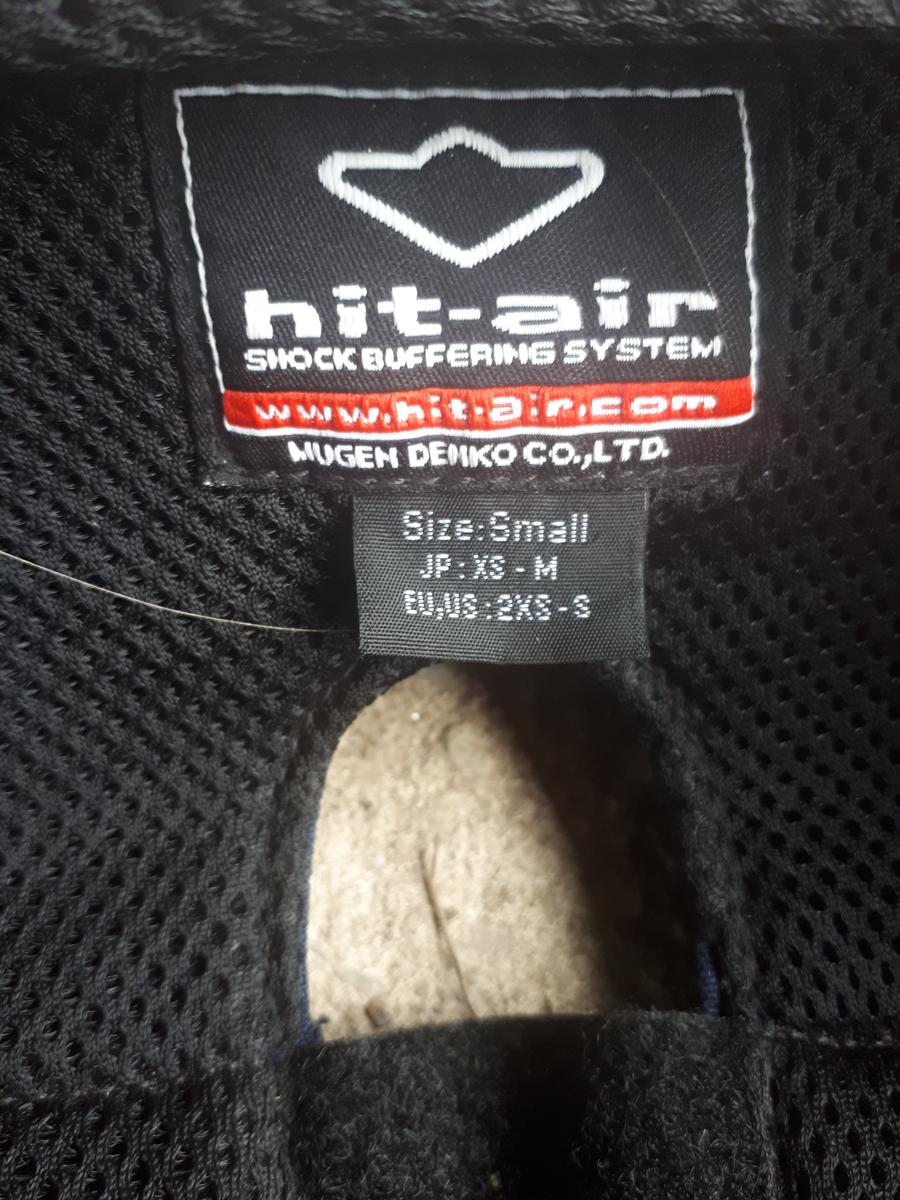 hit-air
SHOCK BUFFERING SYSTEM
www.hit-air.com
MUGEN DENKO CO.,LTD.
Size:Small
JP:XS-M
EU,US:2XS-S